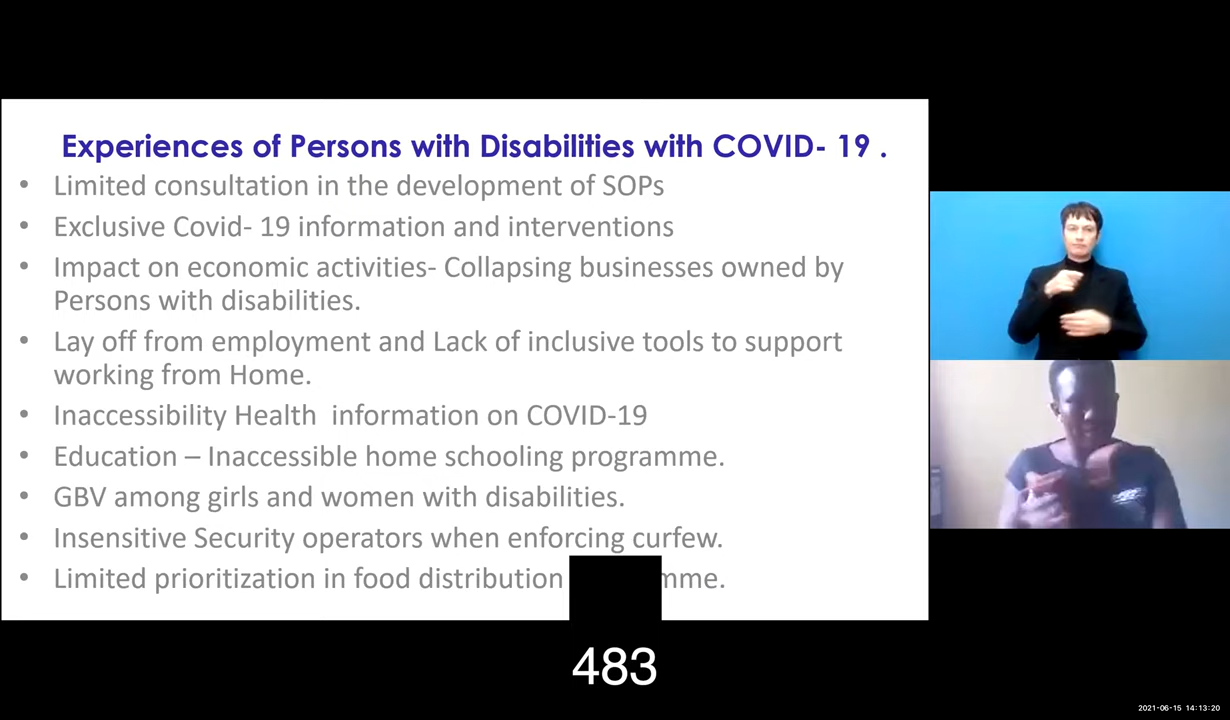 Experiences of Persons with Disabilities with COVID- 19 .
• Limited consultation in the development of SOPs
• Exclusive Covid- 19 information and interventions
• Impact on economic activities- Collapsing businesses owned by
Persons with disabilities.
• Lay off from employment and Lack of inclusive tools to support
working from Home.
• Inaccessibility Health  information on COVID-19
• Education – Inaccessible home schooling programme.
• GBV among girls and women with disabilities.
• Insensitive Security operators when enforcing curfew.
• Limited prioritization in food distribution
483
2021-06-15 14:13:20